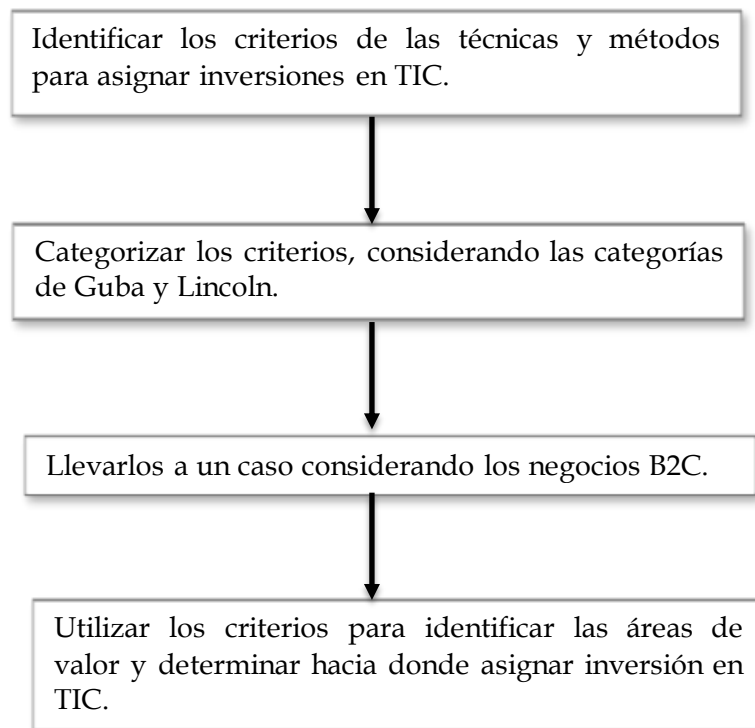 Identificar los criterios de las técnicas y métodos
para asignar inversiones en TIC.
Categorizar los criterios, considerando las categorías
de Guba y Lincoln.
Llevarlos a un caso considerando los negocios B2C.
Utilizar los criterios para identificar las áreas de
valor y determinar hacia donde asignar inversión en
TIC.